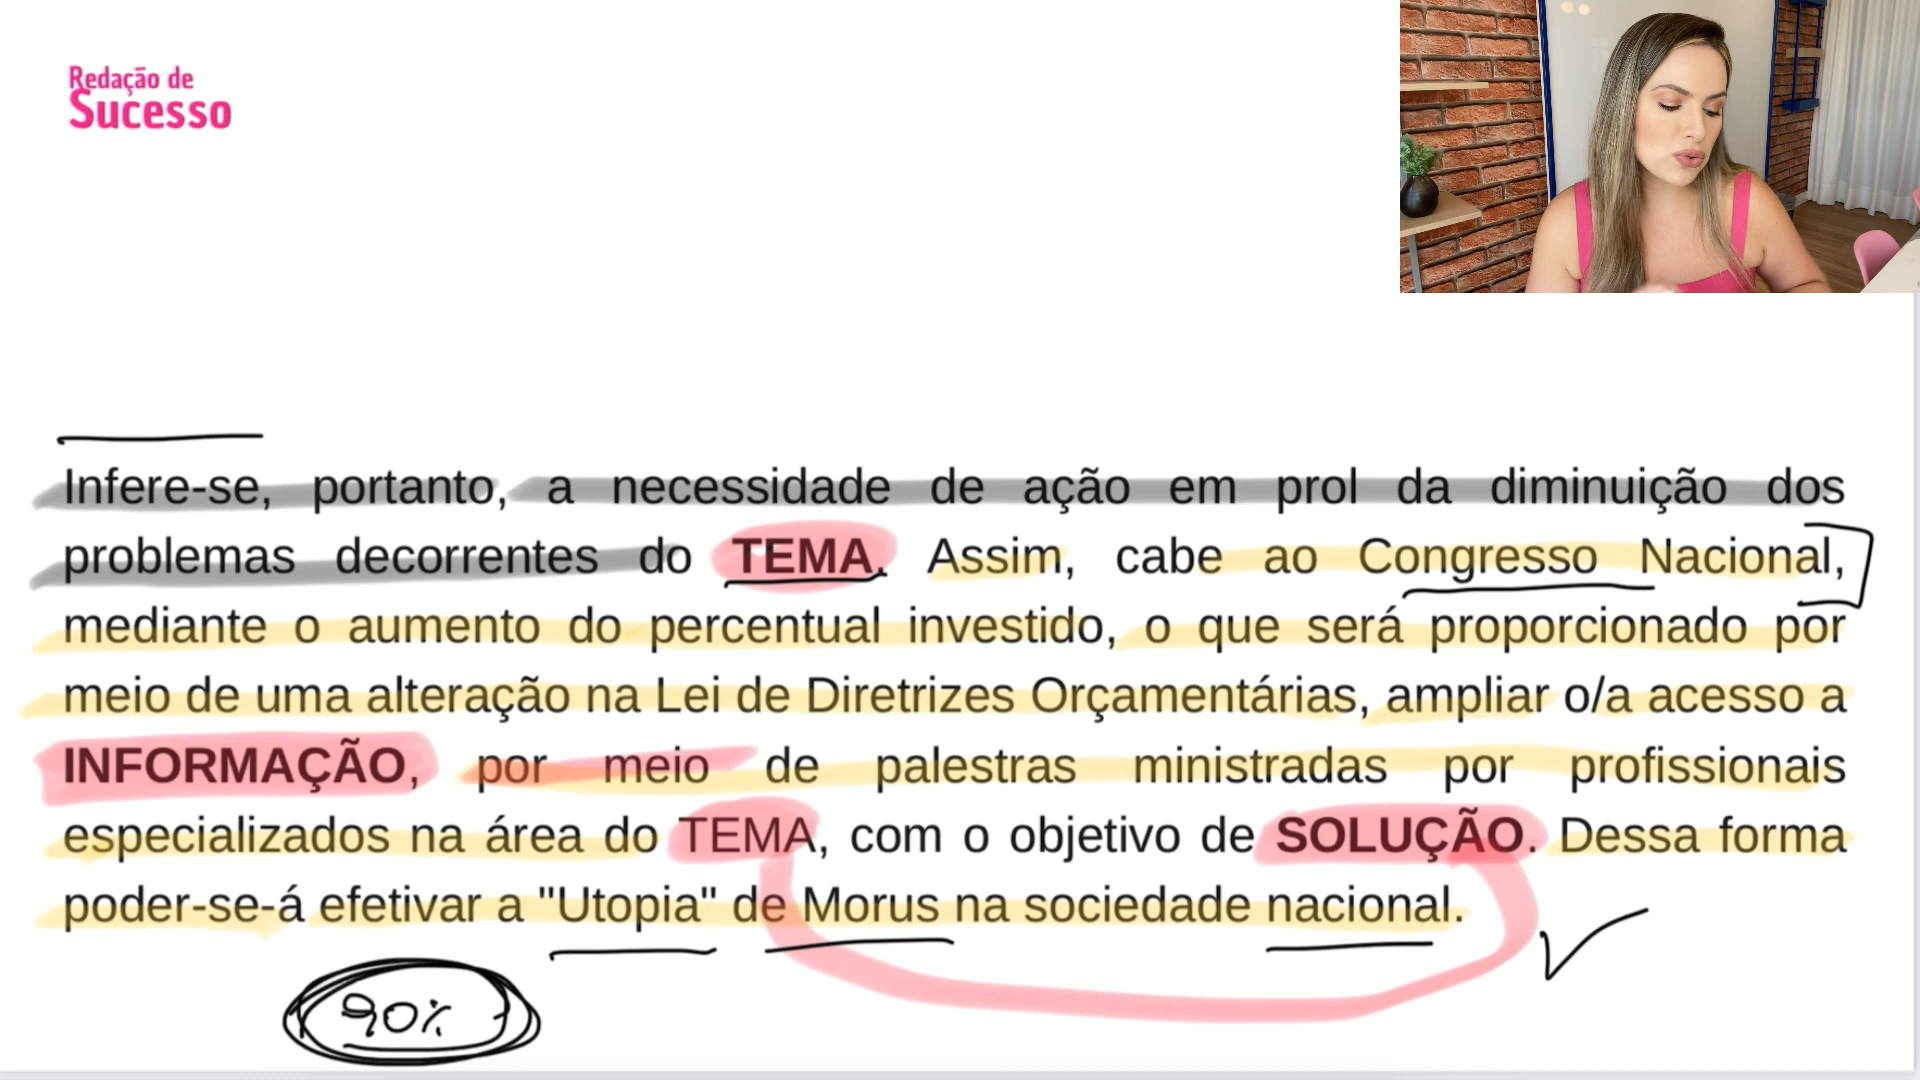 Redação de
Sucesso
Infere-se, portanto, a necessidade de ação em prol da diminuição dos
problemas decorrentes do TEMA. Assim, cabe ao Congresso Nacional,
mediante o aumento do percentual investido, o que será proporcionado por
meio de uma alteração na Lei de Diretrizes Orçamentárias, ampliar o/a acesso a
INFORMAÇÃO, por meio de palestras ministradas por profissionais
especializados na área do TEMA, com o objetivo de SOLUÇÃO. Dessa forma
poder-se-á efetivar a "Utopia" de Morus na sociedade nacional.
90%